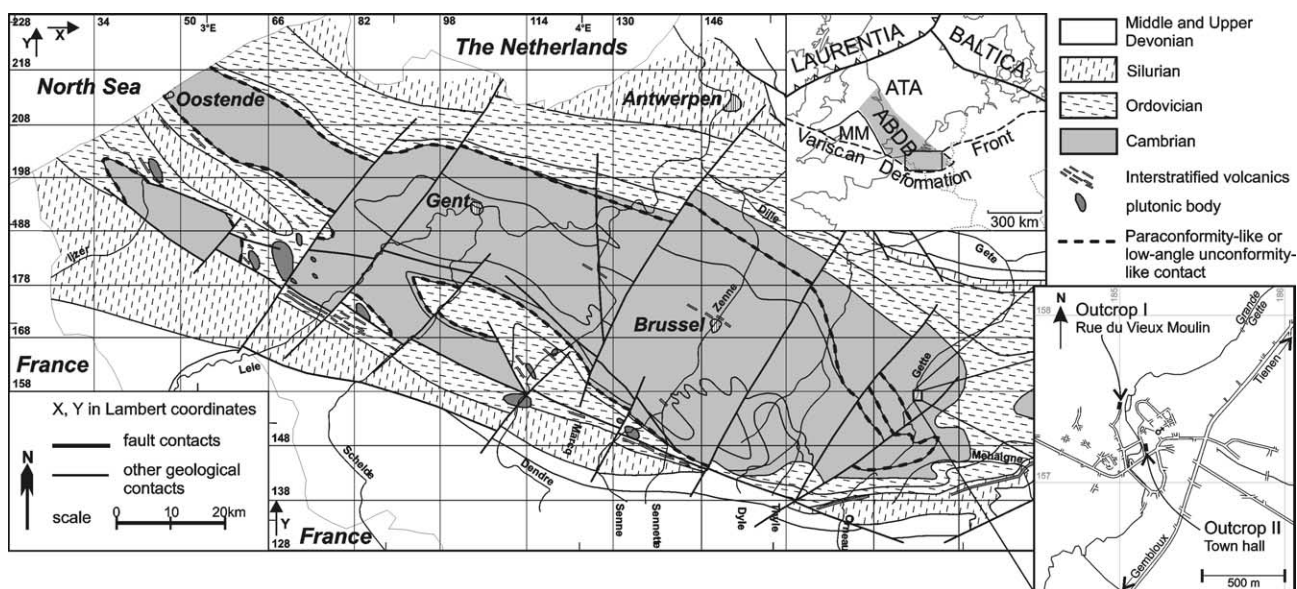 228
Y
X
34
50
3°E
66
82
98
114
4°E
130
146
218
208
198
188
178
168
158
148
138
128
The Netherlands
North Sea
Oostende
Antwerpen
Gent
Brussel
Zenne
Dijle
Gete
Gette
Ijzer
Leie
France
Schelde
Dendre
Marcq
Senne
Sennette
Dyle
Thyle
Orneau
Mehaigne
France
Y
X, Y in Lambert coordinates
fault contacts
other geological
contacts
N
scale
0 10 20km
LAURENTIA
BALTICA
ATA
ABDB
MM
Variscan
Deformation
Front
300 km
Middle and Upper
Devonian
Silurian
Ordovician
Cambrian
Interstratified volcanics
plutonic body
Paraconformity-like or
low-angle unconformity-
like contact
N
185
186
158
157
Outcrop I
Rue du Vieux Moulin
Grande
Gette
Tienen
Gembloux
Outcrop II
Town hall
500 m